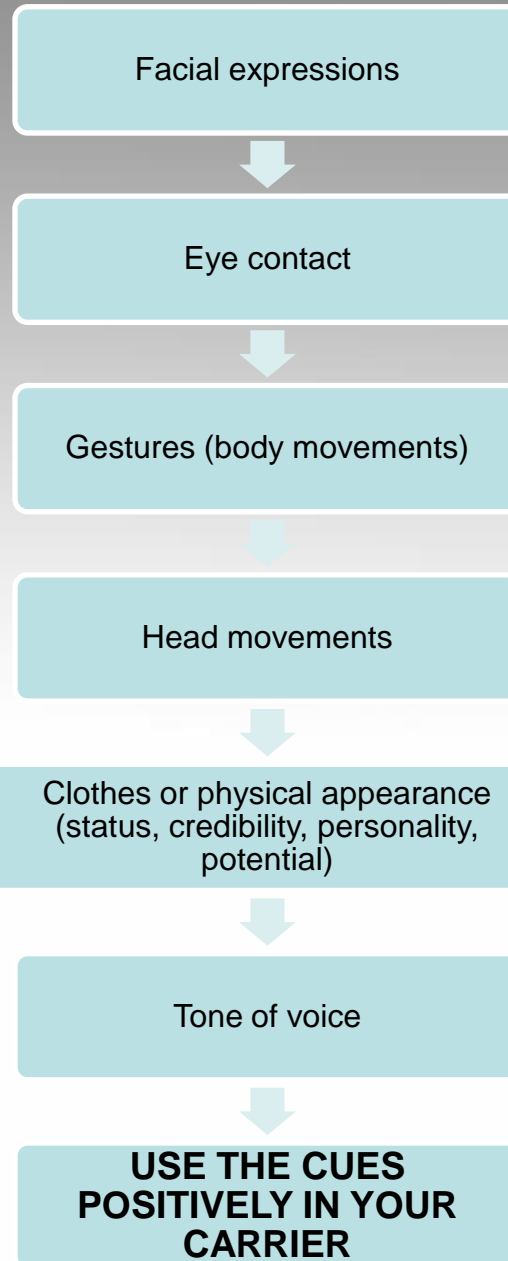 Facial expressions
Eye contact
Gestures (body movements)
Head movements
Clothes or physical appearance
(status, credibility, personality,
potential)
Tone of voice
USE THE CUES
POSITIVELY IN YOUR
CARRIER